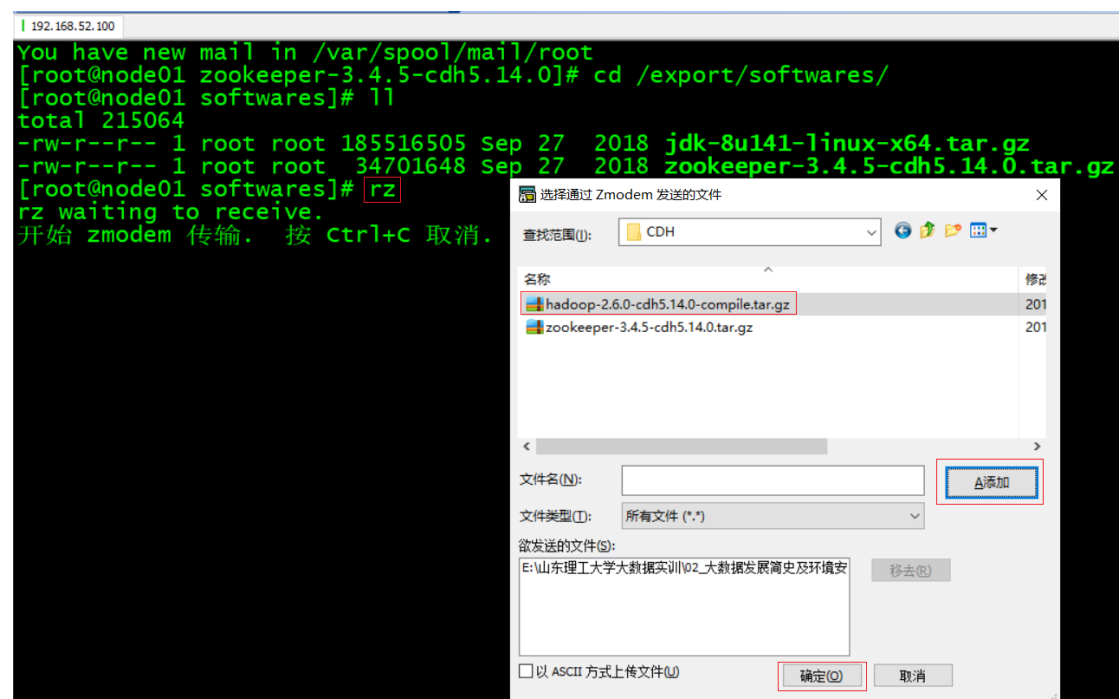 192.168.52.100
You have new mail in /var/spool/mail/root
[root@node01 zookeeper-3.4.5-cdh5.14.0]# cd /export/softwares/
[root@node01 softwares]# ll
total 215064
-rw-r--r-- 1 root root 185516505 Sep 27  2018 jdk-8u141-linux-x64.tar.gz
-rw-r--r-- 1 root root  34701648 Sep 27  2018 zookeeper-3.4.5-cdh5.14.0.tar.gz
[root@node01 softwares]# rz
rz waiting to receive.
开始 zmodem 传输.  按 Ctrl+C 取消.
选择通过 Zmodem 发送的文件
查找范围(I): CDH
名称 修改
hadoop-2.6.0-cdh5.14.0-compile.tar.gz 201
zookeeper-3.4.5-cdh5.14.0.tar.gz 201
文件名(N): A添加
文件类型(T): 所有文件 (*.*)
欲发送的文件(S):
E:\山东理工大学大数据实训\02_大数据发展简史及环境安 移去(R)
以 ASCII 方式上传文件(U) 确定(O) 取消